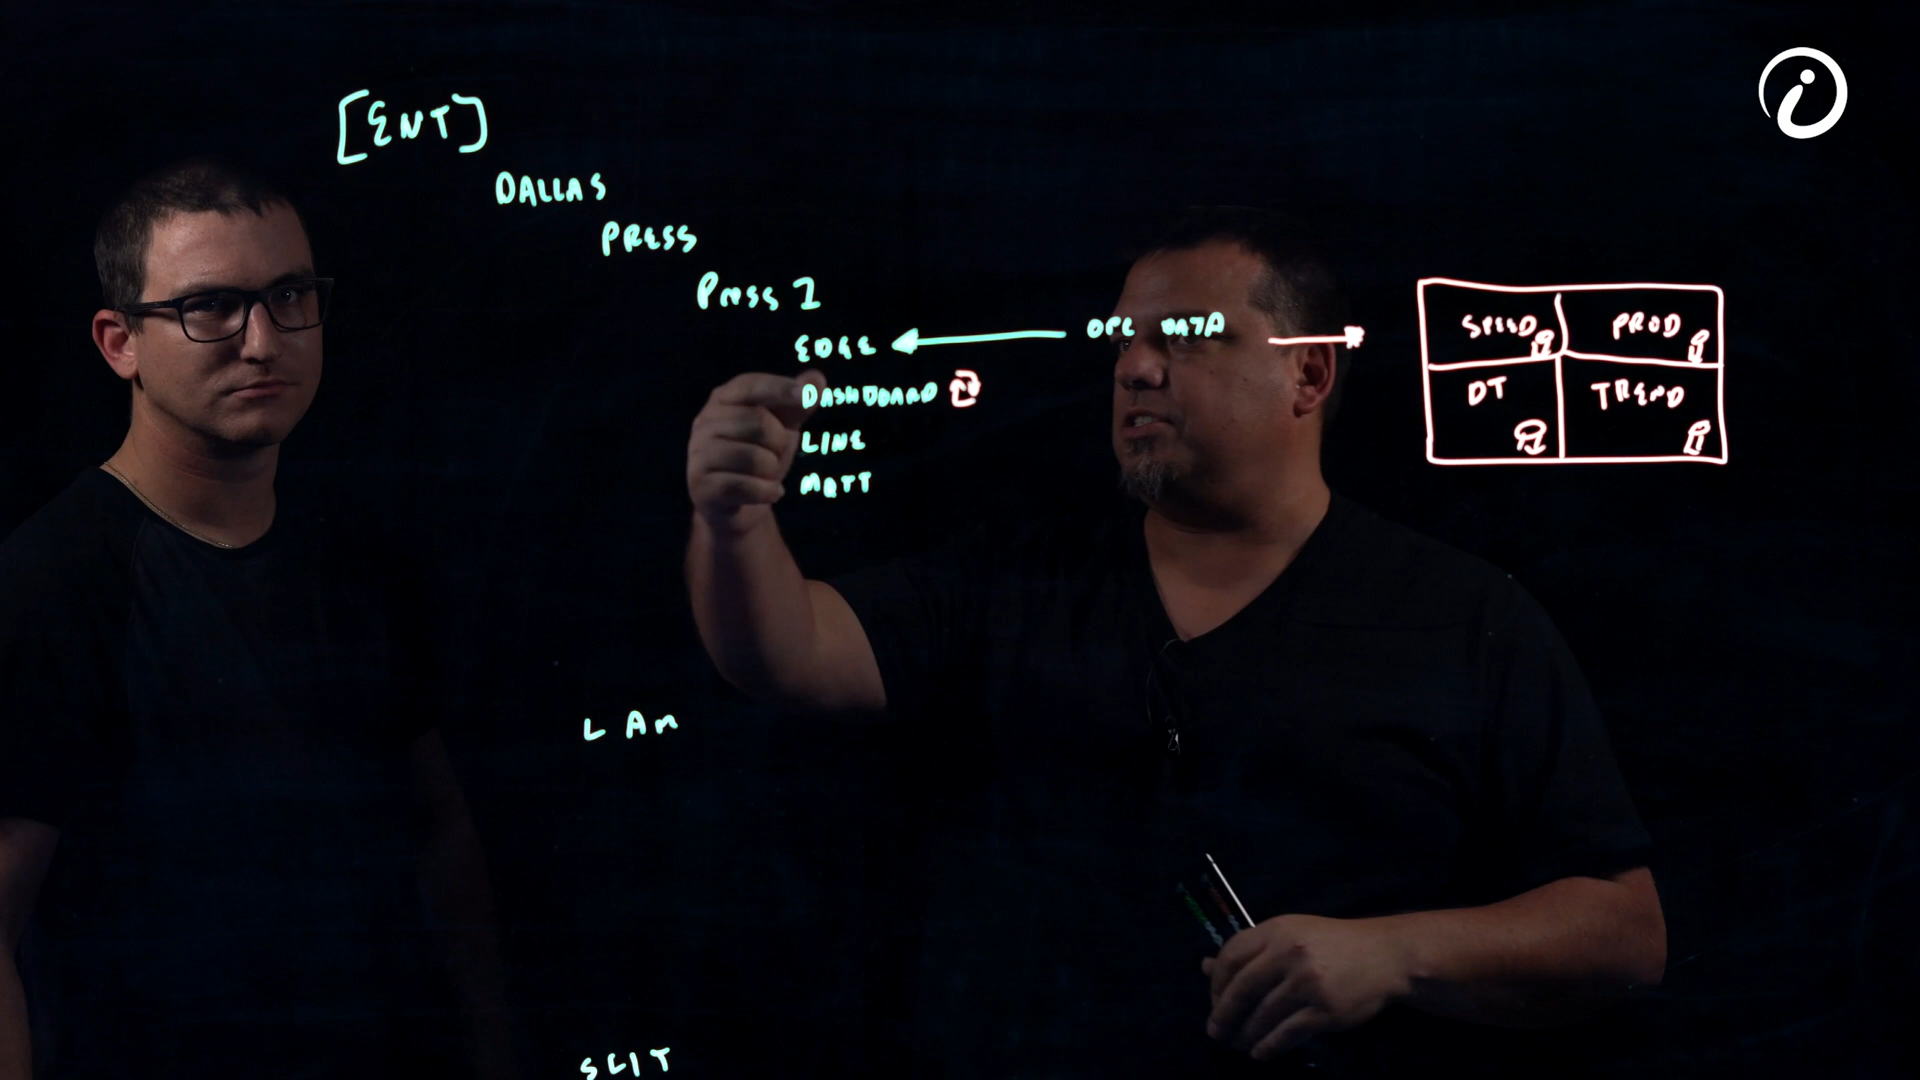 [ENT]
DALLAS
PRESS
PRESS 2
EDGE
OPC DATA
DASHBOARD
LINE
MQTT
SPEED
PROD
DT
TREND
LAM
SLIT